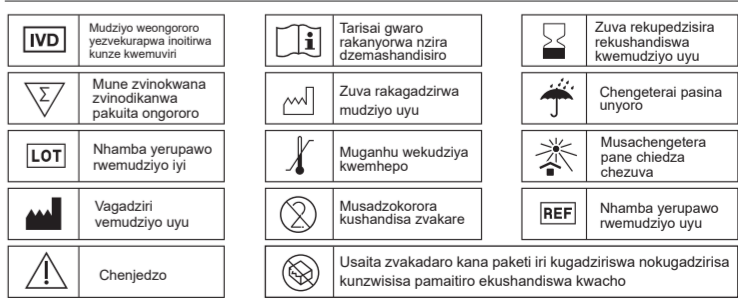 IVD
Mudziyo weongororo
yezvekurapwa inoitirwa
kunze kwemuviri
i
Tarisai gwaro
rakanyorwa nzira
dzemashandisiro
Zuva rekupedzisira
rekushandiswa
kwemudziyo uyu
Σ
Mune zvinokwana
zvinodikanwa
pakuita ongororo
Zuva rakagadzirwa
mudziyo uyu
Chengeterai pasina
unyoro
LOT
Nhamba yerupawo
rwemudziyo iyi
Muganhu wekudziya
kwemhepo
Musachengetera
pane chiedza
chezuva
Vagadziri
vemudziyo uyu
2
Musadzokorora
kushandisa zvakare
REF
Nhamba yerupawo
rwemudziyo uyu
!
Chenjedzo
Usaita zvakadaro kana paketi iri kugadziriswa nokugadzirisa
kunzwisisa pamaitiro ekushandiswa kwacho